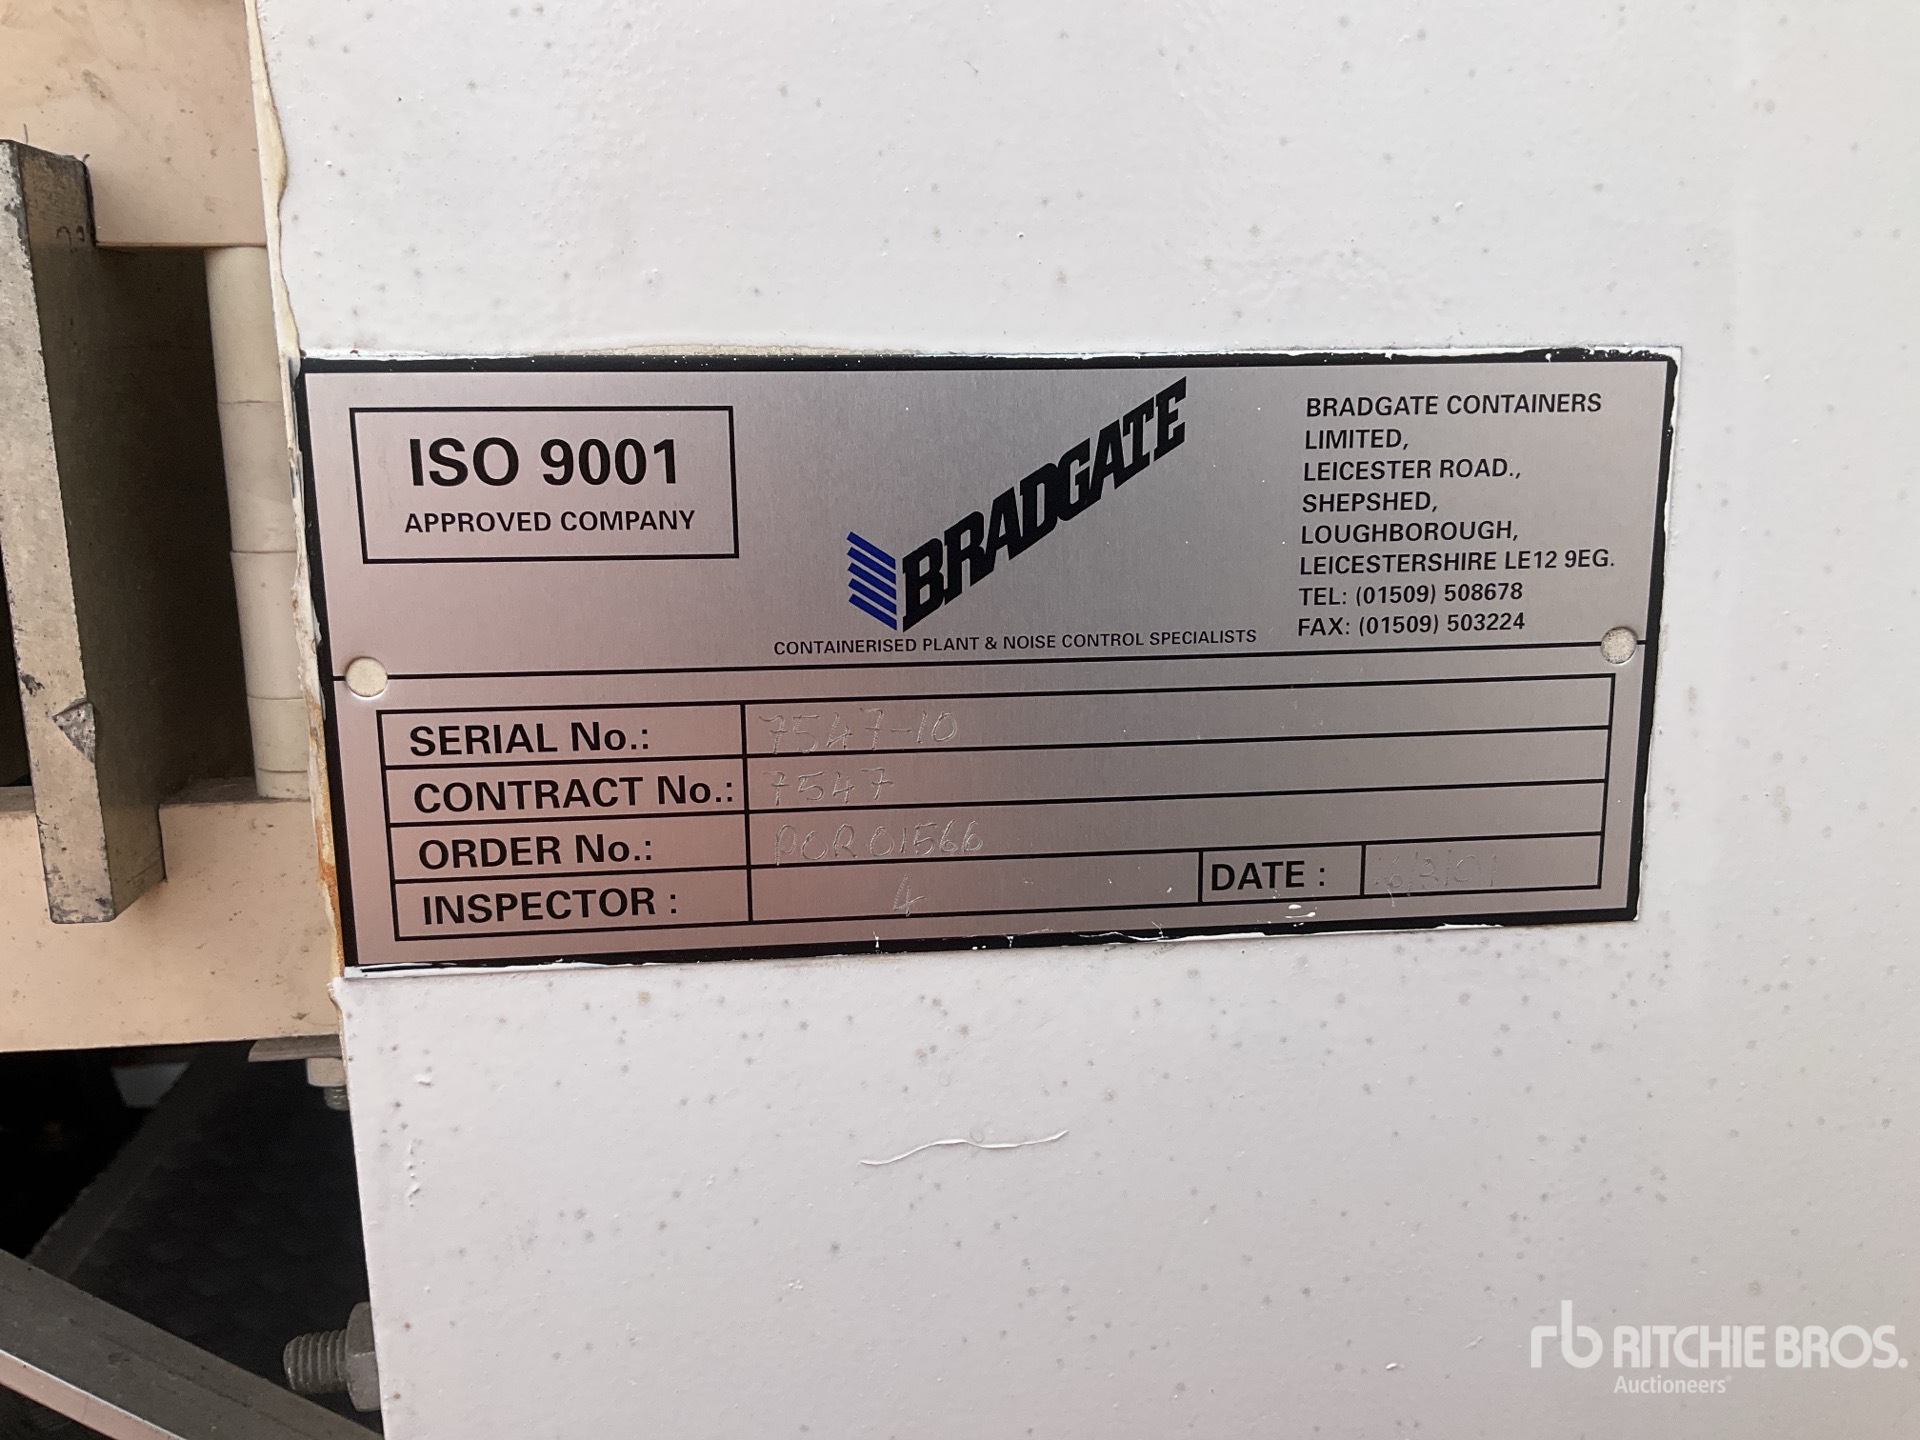 ISO 9001
APPROVED COMPANY
BRADGATE
CONTAINERISED PLANT & NOISE CONTROL SPECIALISTS
BRADGATE CONTAINERS
LIMITED,
LEICESTER ROAD.,
SHEPSHED,
LOUGHBOROUGH,
LEICESTERSHIRE LE12 9EG.
TEL: (01509) 508678
FAX: (01509) 503224
SERIAL No.: 7547-10
CONTRACT No.: 7547
ORDER No.: POR01566
INSPECTOR : 4 DATE :
rb RITCHIE BROS.
Auctioneers